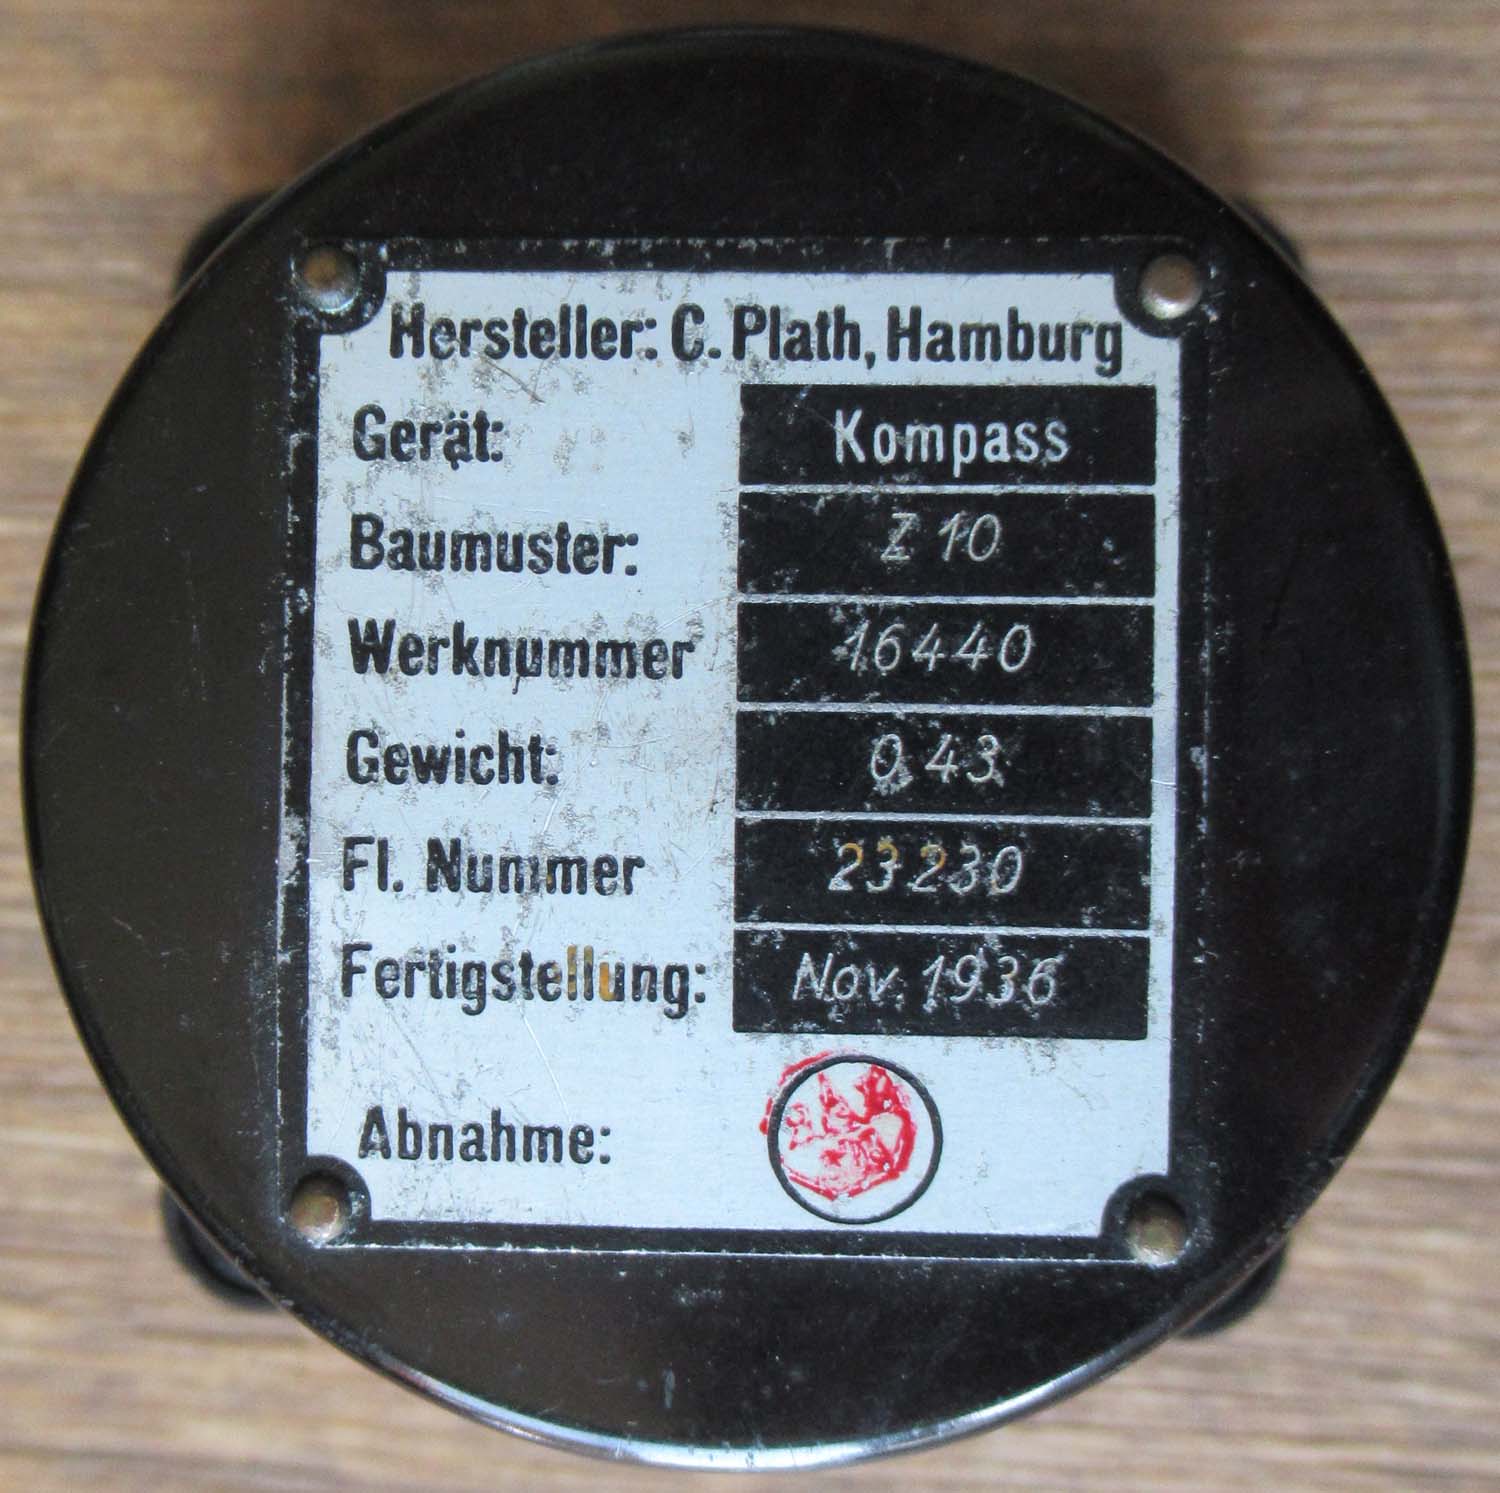 Hersteller: C. Plath, Hamburg
Gerät: Kompass
Baumuster: Z 10
Werknummer 16440
Gewicht: 0,43
Fl. Nummer 23230
Fertigstellung: Nov. 1936
Abnahme: